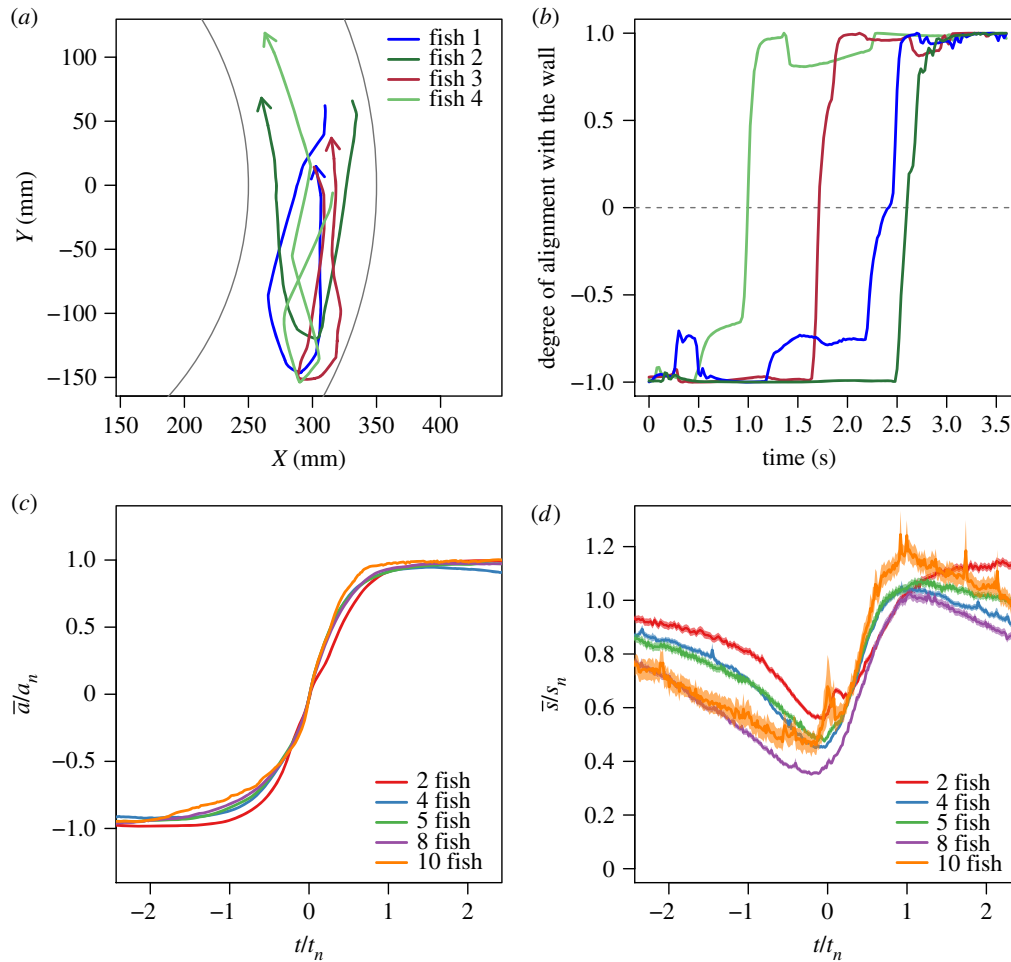 (a)
100
50
0
−50
−100
−150
Y (mm)
150 200 250 300 350 400
X (mm)
fish 1
fish 2
fish 3
fish 4
(b)
1.0
0.5
0
−0.5
−1.0
degree of alignment with the wall
0 0.5 1.0 1.5 2.0 2.5 3.0 3.5
time (s)
(c)
1.0
0.5
0
−0.5
−1.0
a̅/aₙ
−2 −1 0 1 2
t/tₙ
2 fish
4 fish
5 fish
8 fish
10 fish
(d)
1.2
1.0
0.8
0.6
0.4
0.2
0
s̅/sₙ
−2 −1 0 1 2
t/tₙ
2 fish
4 fish
5 fish
8 fish
10 fish